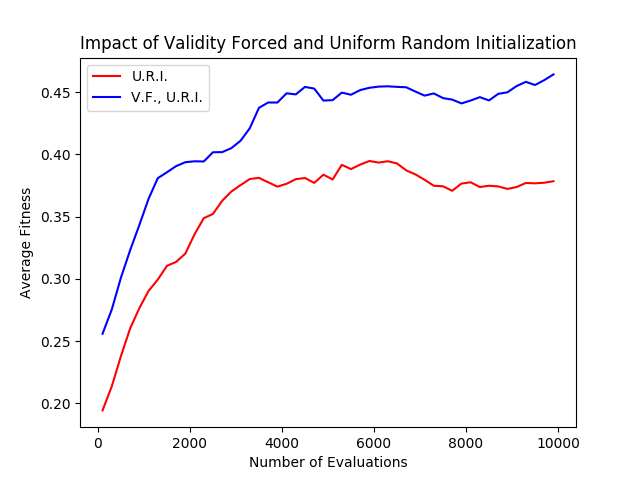 Impact of Validity Forced and Uniform Random Initialization
U.R.I.
V.F., U.R.I.
0.45
0.40
0.35
0.30
0.25
0.20
Average Fitness
0 2000 4000 6000 8000 10000
Number of Evaluations